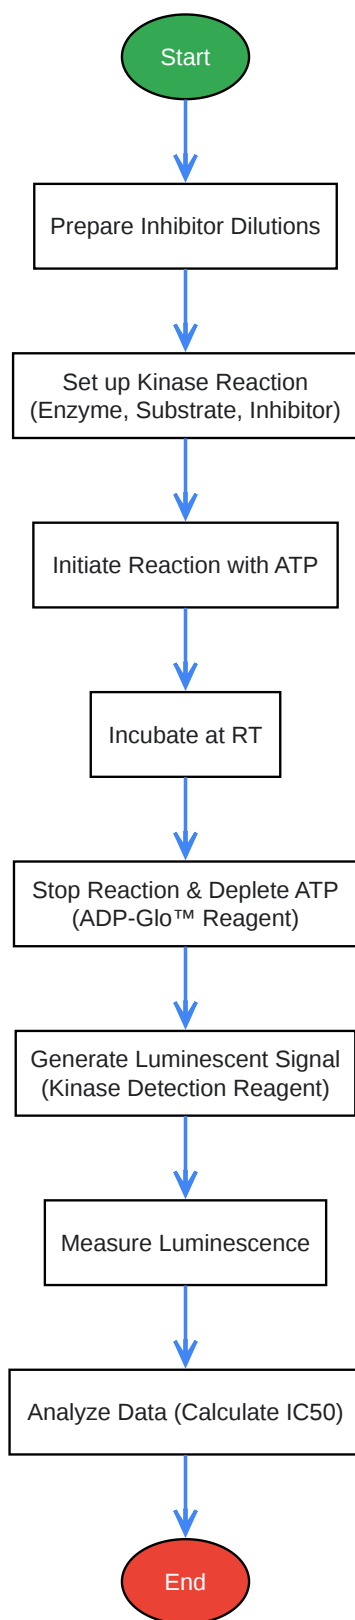 Start
Prepare Inhibitor Dilutions
Set up Kinase Reaction
(Enzyme, Substrate, Inhibitor)
Initiate Reaction with ATP
Incubate at RT
Stop Reaction & Deplete ATP
(ADP-Glo™ Reagent)
Generate Luminescent Signal
(Kinase Detection Reagent)
Measure Luminescence
Analyze Data (Calculate IC50)
End